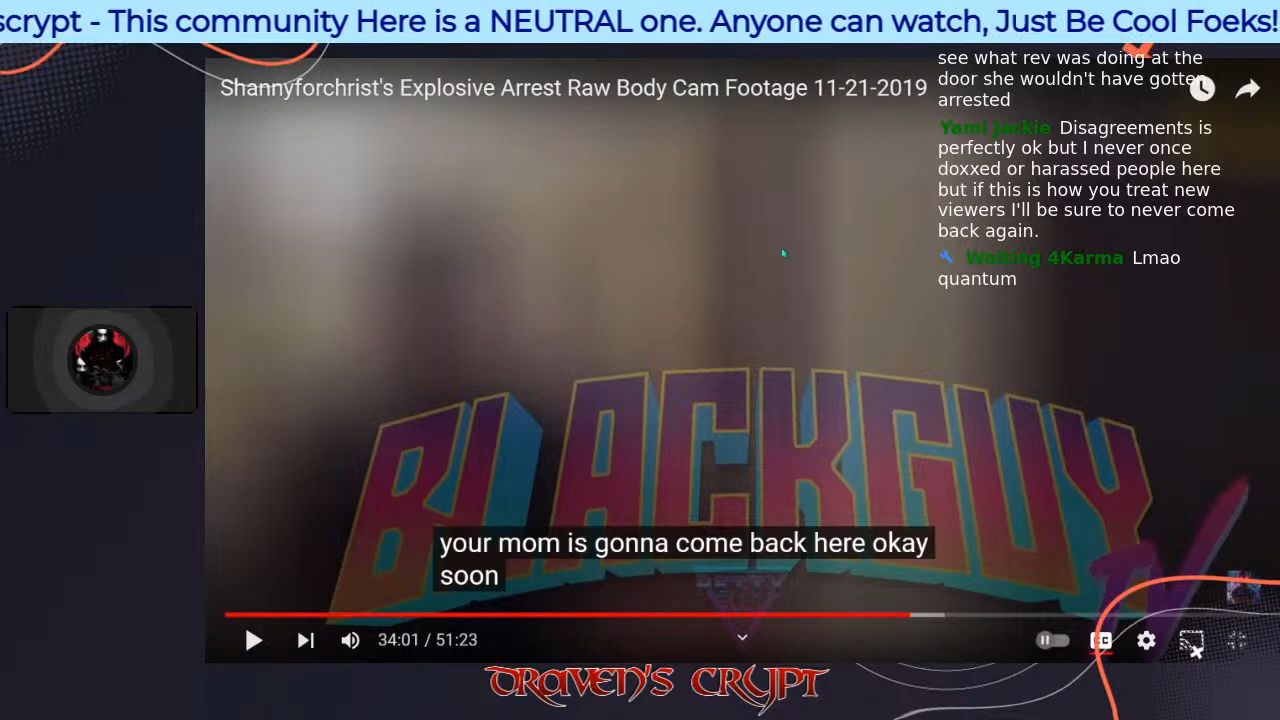 scrypt - This community Here is a NEUTRAL one. Anyone can watch, Just Be Cool Foeks!
see what rev was doing at the
door she wouldn't have gotten
arrested
Shannyforchrist's Explosive Arrest Raw Body Cam Footage 11-21-2019
Yami Jackie Disagreements is
perfectly ok but I never once
doxxed or harassed people here
but if this is how you treat new
viewers I'll be sure to never come
back again.
Waiting 4Karma Lmao
quantum
BLACKGUY
TV
your mom is gonna come back here okay
soon
34:01 / 51:23
CC
DRAVEN'S CRYPT